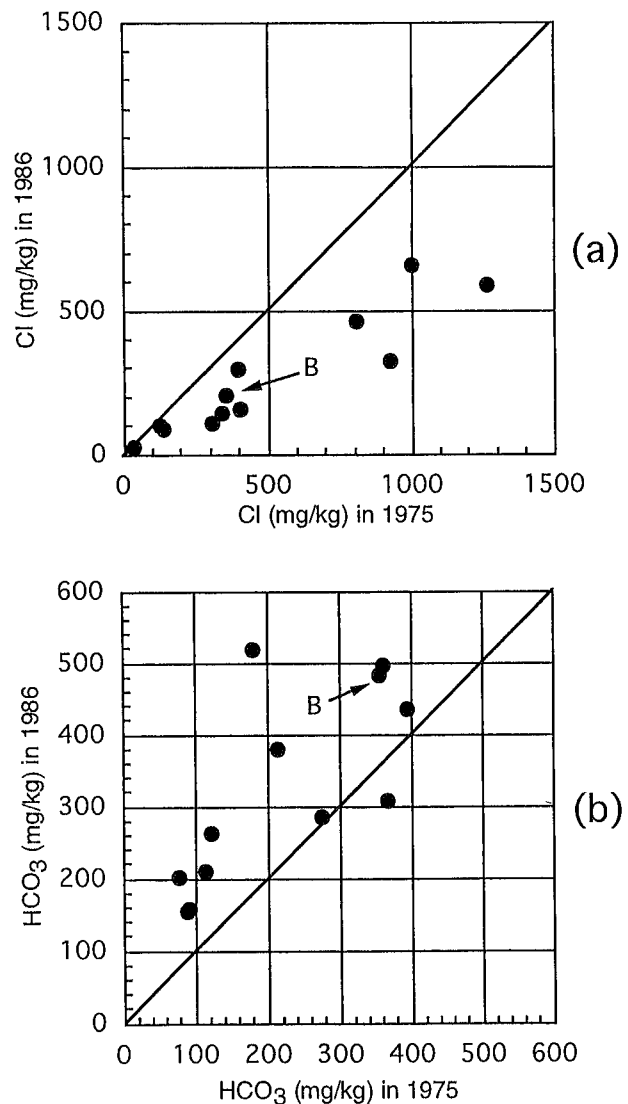 1500
1000
500
0
Cl (mg/kg) in 1986
B
(a)
0 500 1000 1500
Cl (mg/kg) in 1975
600
500
400
300
200
100
0
HCO3 (mg/kg) in 1986
B
(b)
0 100 200 300 400 500 600
HCO3 (mg/kg) in 1975